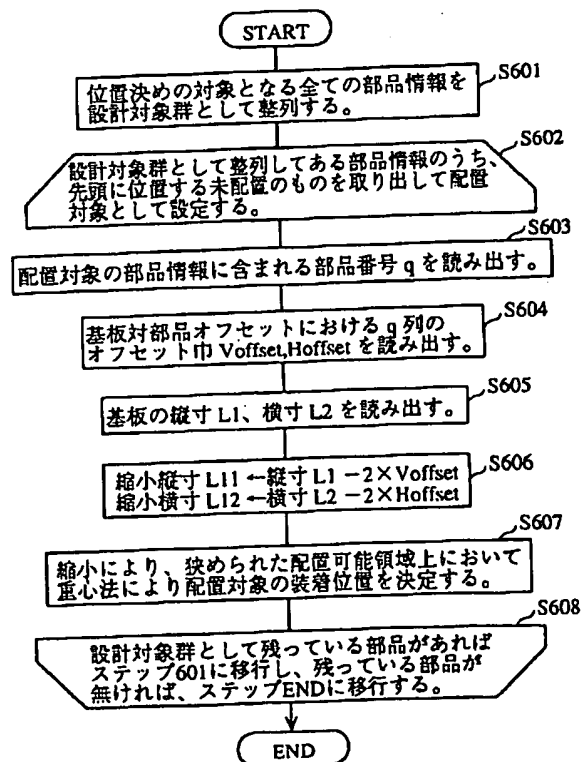 START
S601
位置決めの対象となる全ての部品情報を
設計対象群として整列する。
S602
設計対象群として整列してある部品情報のうち、
先頭に位置する未配置のものを取り出して配置
対象として設定する。
S603
配置対象の部品情報に含まれる部品番号 q を読み出す。
S604
基板対部品オフセットにおける q 列の
オフセット巾 Voffset,Hoffset を読み出す。
S605
基板の縦寸 L1、横寸 L2 を読み出す。
S606
縮小縦寸 L11 ←縦寸 L1 −2×Voffset
縮小横寸 L12 ←横寸 L2 −2×Hoffset
S607
縮小により、狭められた配置可能領域上において
重心法により配置対象の装着位置を決定する。
S608
設計対象群として残っている部品があれば
ステップ601に移行し、残っている部品が
無ければ、ステップENDに移行する。
END